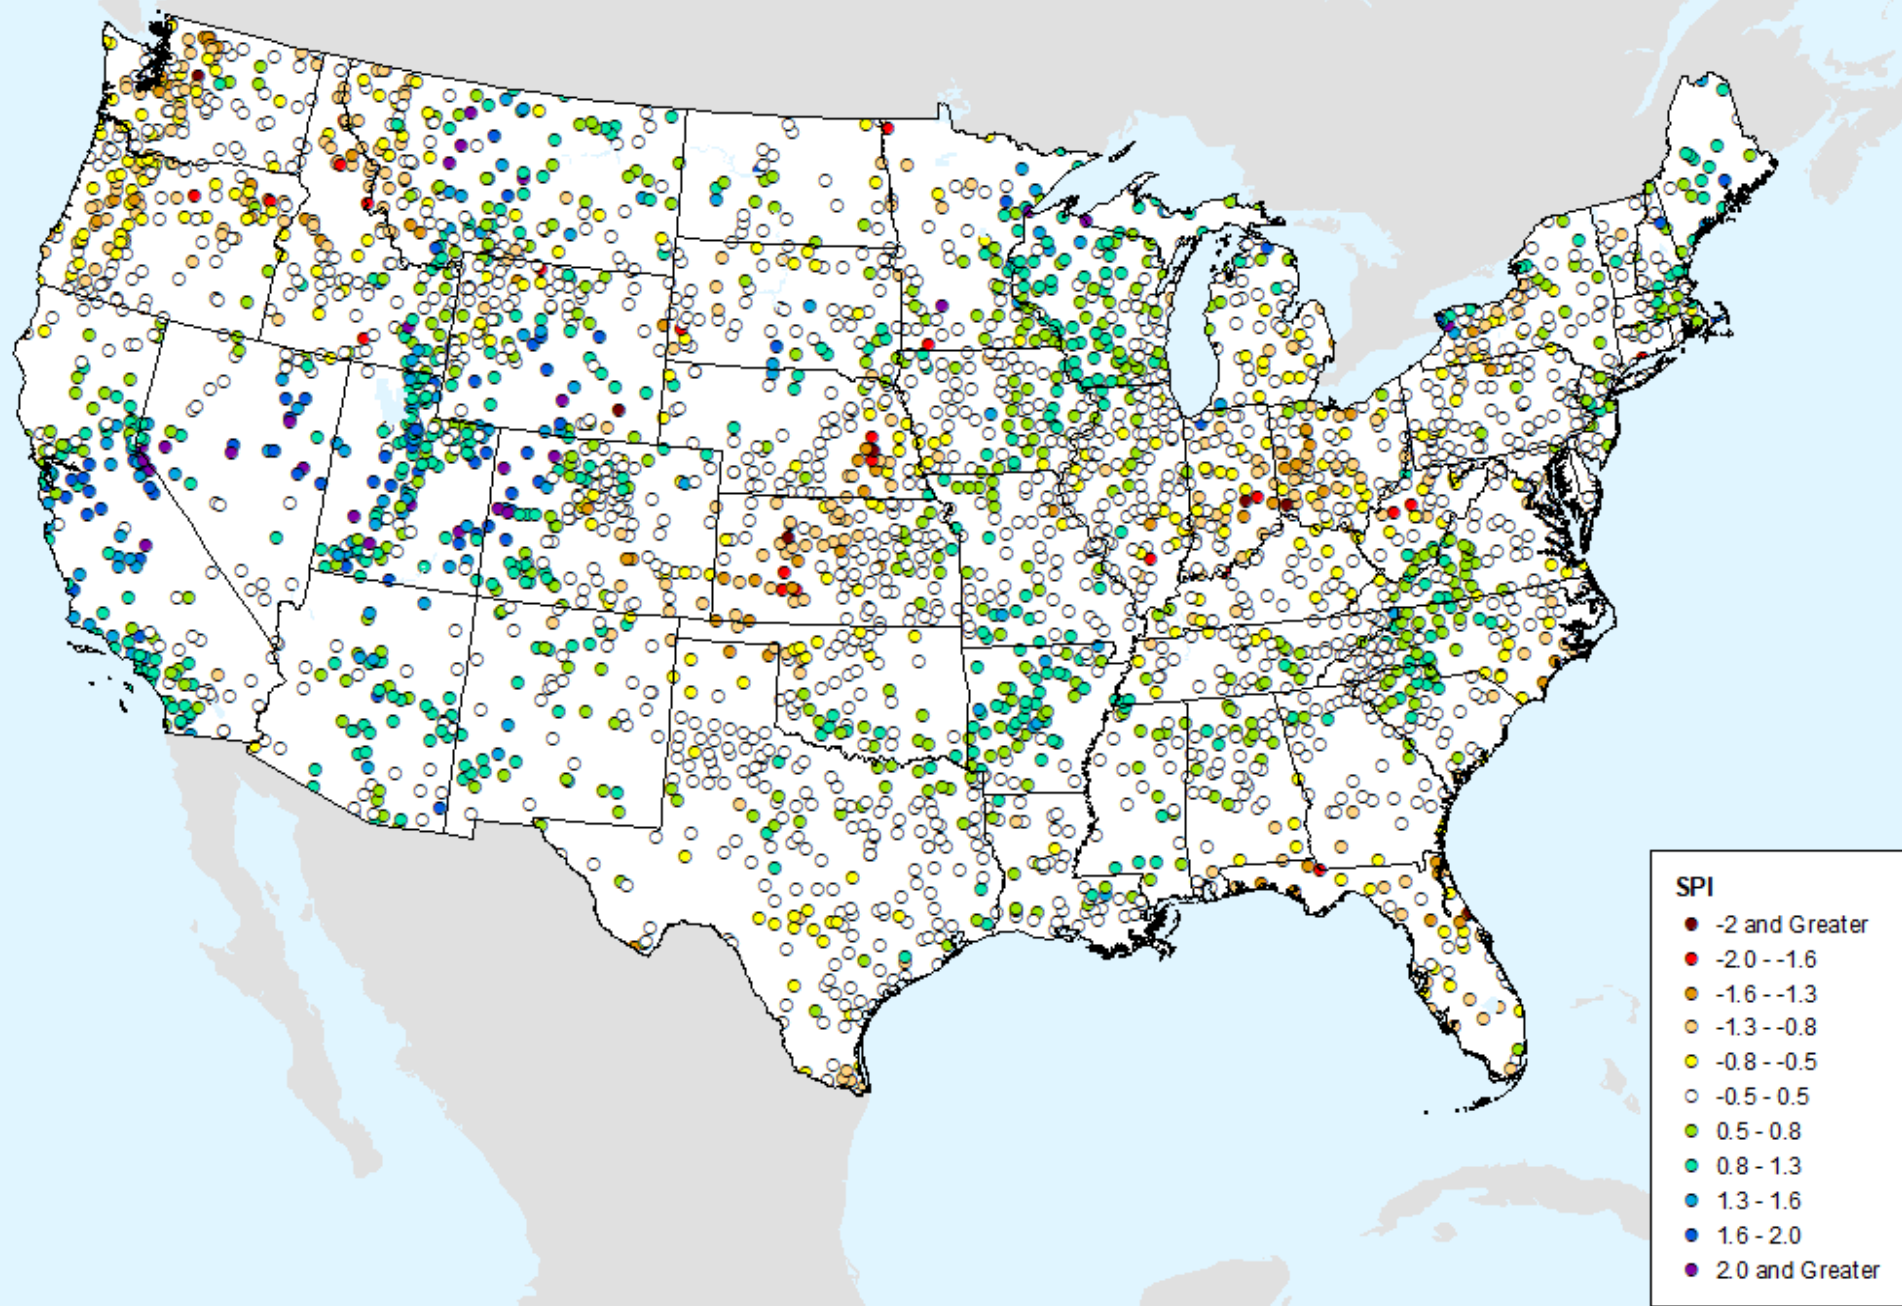 SPI
-2 and Greater
-2.0 - -1.6
-1.6 - -1.3
-1.3 - -0.8
-0.8 - -0.5
-0.5 - 0.5
0.5 - 0.8
0.8 - 1.3
1.3 - 1.6
1.6 - 2.0
2.0 and Greater